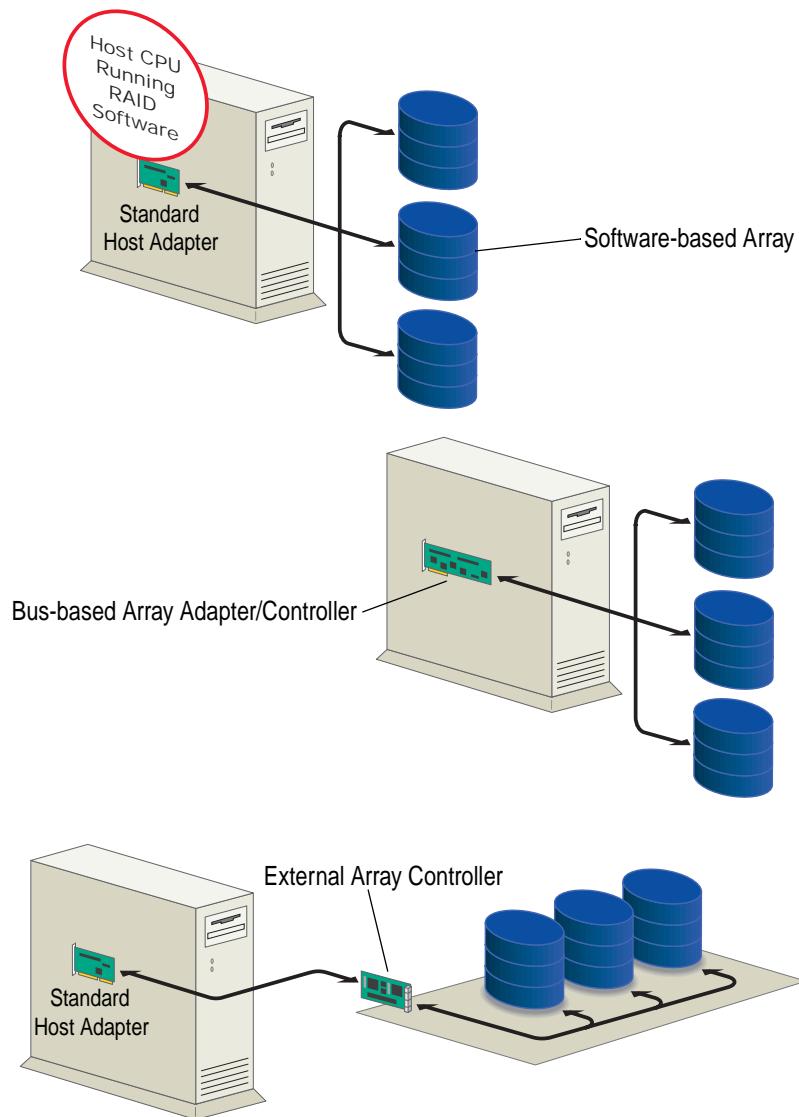 Host CPU
Running
RAID
Software
Standard
Host Adapter
Software-based Array
Bus-based Array Adapter/Controller
External Array Controller
Standard
Host Adapter